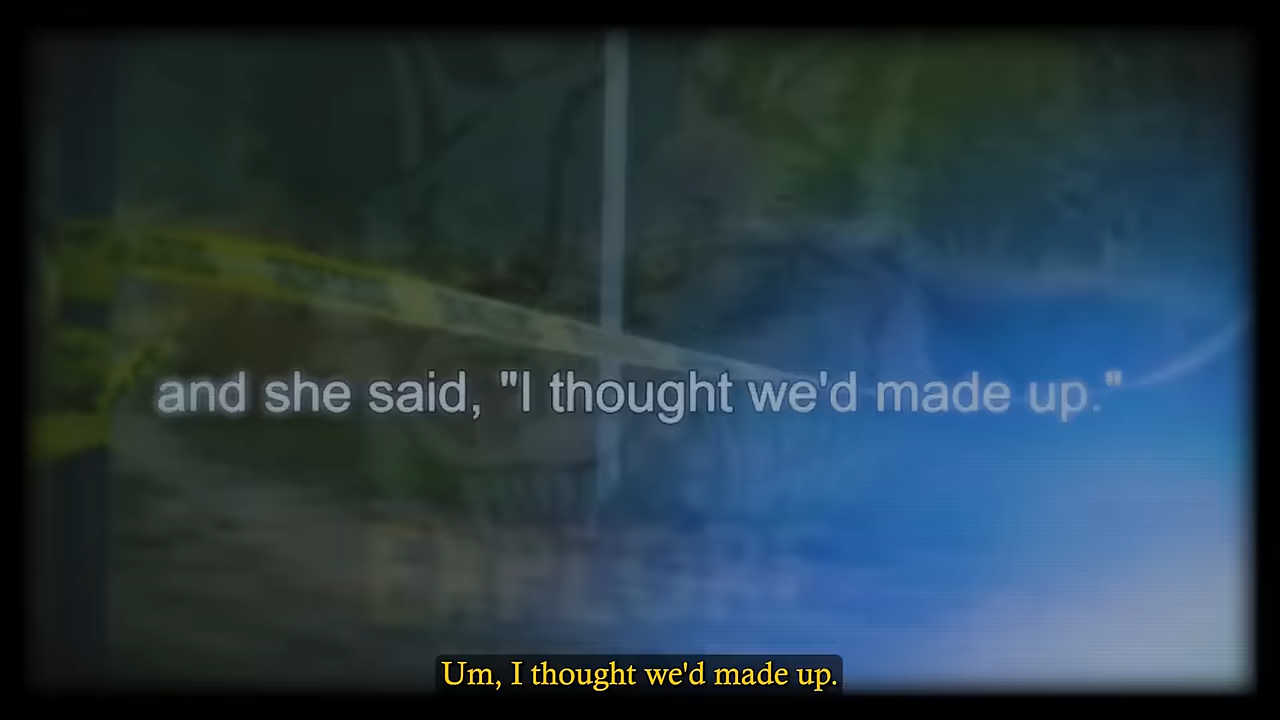 and she said, "I thought we'd made up."
Um, I thought we'd made up.